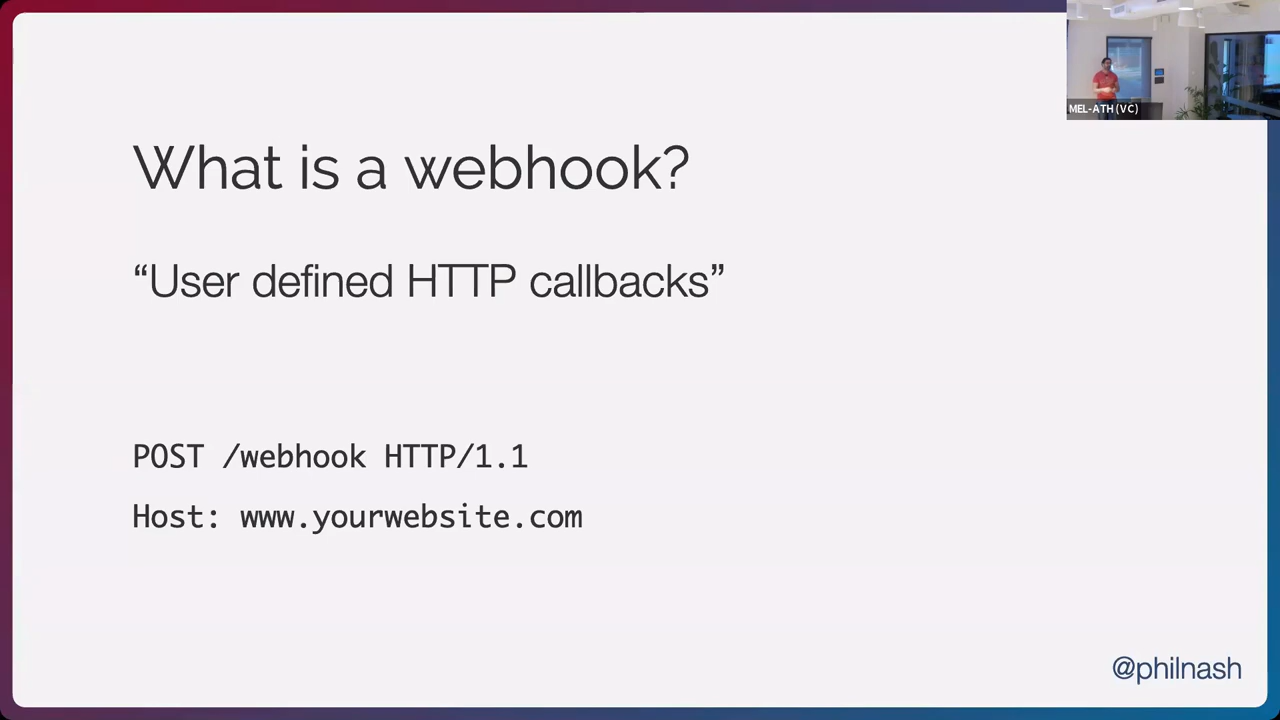 What is a webhook?
“User defined HTTP callbacks”
POST /webhook HTTP/1.1
Host: www.yourwebsite.com
@philnash
MEL-ATH (VC)